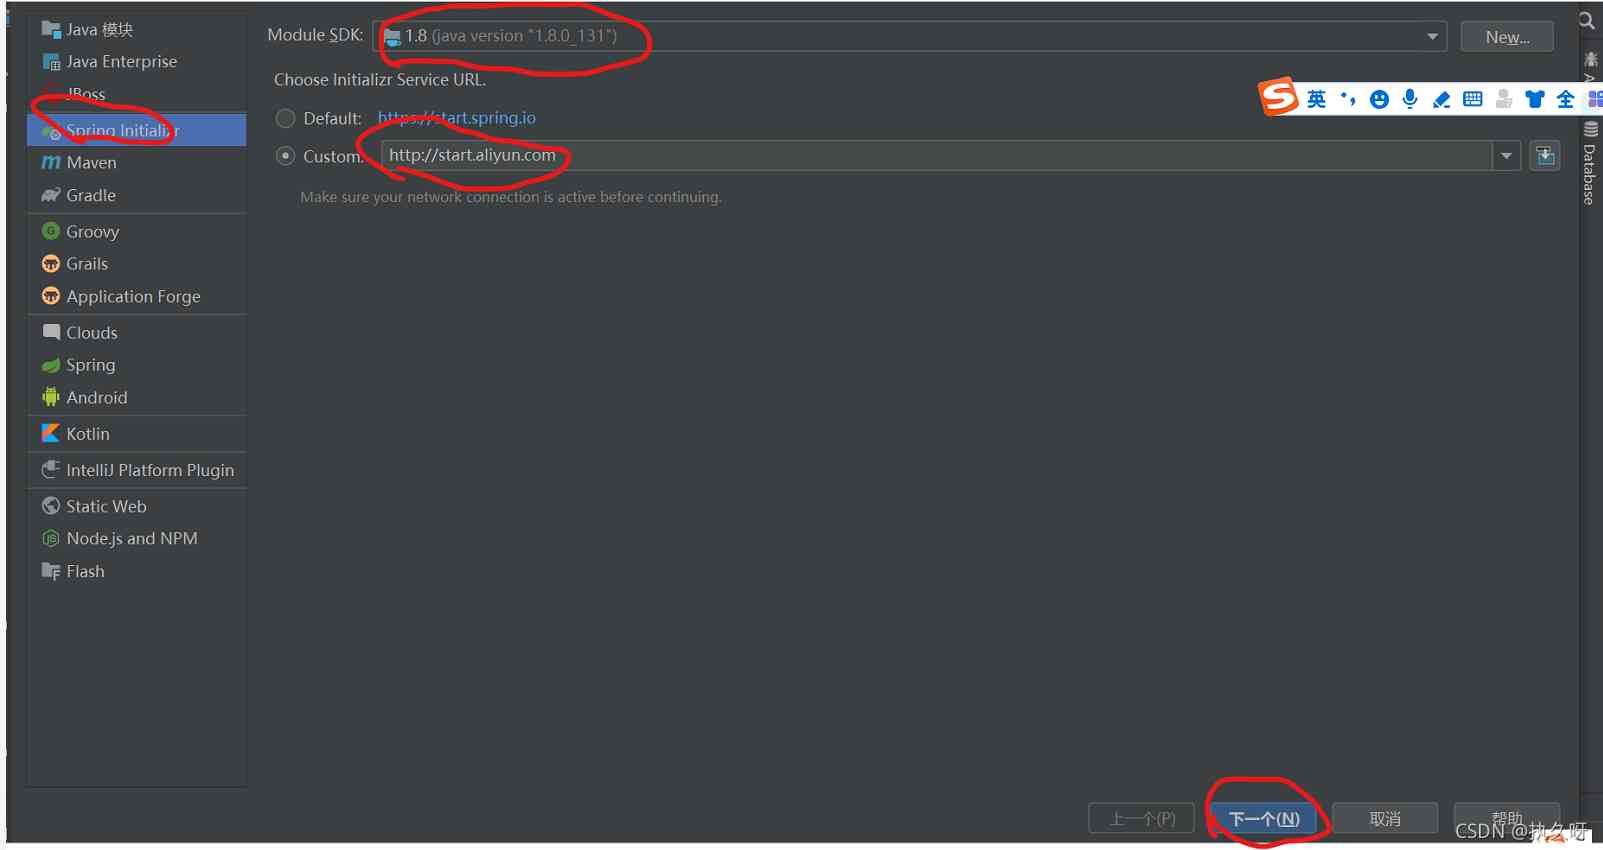 Java 模块
Java Enterprise
JBoss
Spring Initializr
Maven
Gradle
Groovy
Grails
Application Forge
Clouds
Spring
Android
Kotlin
IntelliJ Platform Plugin
Static Web
Node.js and NPM
Flash
Module SDK: 1.8 (java version "1.8.0_131") New...
Choose Initializr Service URL.
Default: https://start.spring.io
Custom: http://start.aliyun.com
Make sure your network connection is active before continuing.
英 全
Database
上一个(P) 下一个(N) 取消 帮助
CSDN @执久呀